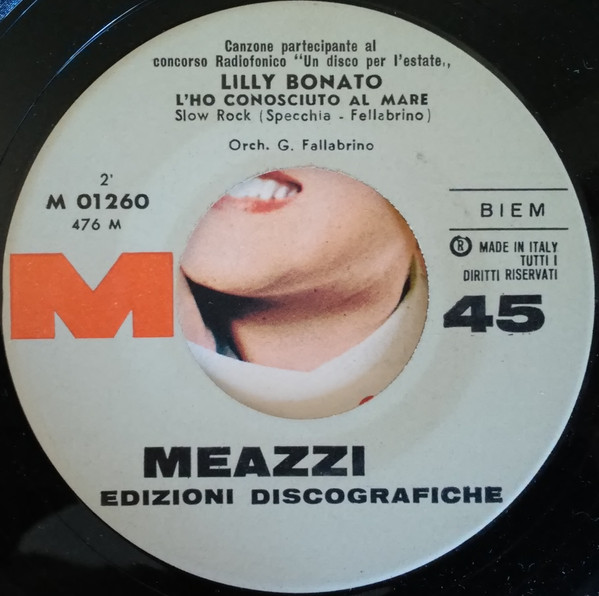 Canzone partecipante al
concorso Radiofonico "Un disco per l'estate,,
LILLY BONATO
L'HO CONOSCIUTO AL MARE
Slow Rock (Specchia - Fellabrino)
Orch. G. Fallabrino
2'
M 01260
476 M
BIEM
Ⓡ MADE IN ITALY
TUTTI I
DIRITTI RISERVATI
M
45
MEAZZI
EDIZIONI DISCOGRAFICHE